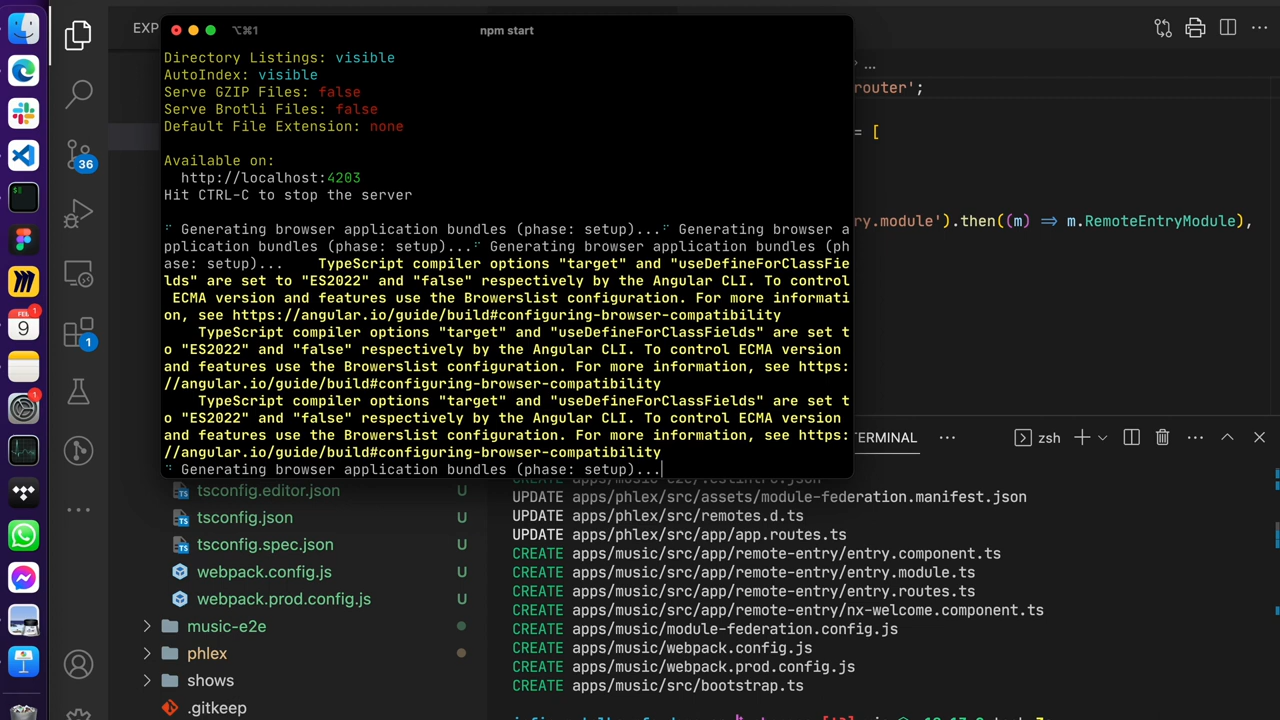 EXP
⌥⌘1
npm start
Directory Listings: visible
AutoIndex: visible
Serve GZIP Files: false
Serve Brotli Files: false
Default File Extension: none
Available on:
http://localhost:4203
Hit CTRL-C to stop the server
Generating browser application bundles (phase: setup)... Generating browser a
pplication bundles (phase: setup)... Generating browser application bundles (ph
ase: setup)... TypeScript compiler options "target" and "useDefineForClassFie
lds" are set to "ES2022" and "false" respectively by the Angular CLI. To control
ECMA version and features use the Browerslist configuration. For more informati
on, see https://angular.io/guide/build#configuring-browser-compatibility
TypeScript compiler options "target" and "useDefineForClassFields" are set t
o "ES2022" and "false" respectively by the Angular CLI. To control ECMA version
and features use the Browerslist configuration. For more information, see https:
//angular.io/guide/build#configuring-browser-compatibility
TypeScript compiler options "target" and "useDefineForClassFields" are set t
o "ES2022" and "false" respectively by the Angular CLI. To control ECMA version
and features use the Browerslist configuration. For more information, see https:
//angular.io/guide/build#configuring-browser-compatibility
Generating browser application bundles (phase: setup)...
...
router';
= [
ry.module').then((m) => m.RemoteEntryModule),
36
1
FEB 1
9
1
TERMINAL
zsh
tsconfig.editor.json U
tsconfig.json U
tsconfig.spec.json U
webpack.config.js U
webpack.prod.config.js U
music-e2e
phlex
shows
.gitkeep
UPDATE apps/phlex/src/assets/module-federation.manifest.json
UPDATE apps/phlex/src/remotes.d.ts
UPDATE apps/phlex/src/app/app.routes.ts
CREATE apps/music/src/app/remote-entry/entry.component.ts
CREATE apps/music/src/app/remote-entry/entry.module.ts
CREATE apps/music/src/app/remote-entry/entry.routes.ts
CREATE apps/music/src/app/remote-entry/nx-welcome.component.ts
CREATE apps/music/module-federation.config.js
CREATE apps/music/webpack.config.js
CREATE apps/music/webpack.prod.config.js
CREATE apps/music/src/bootstrap.ts